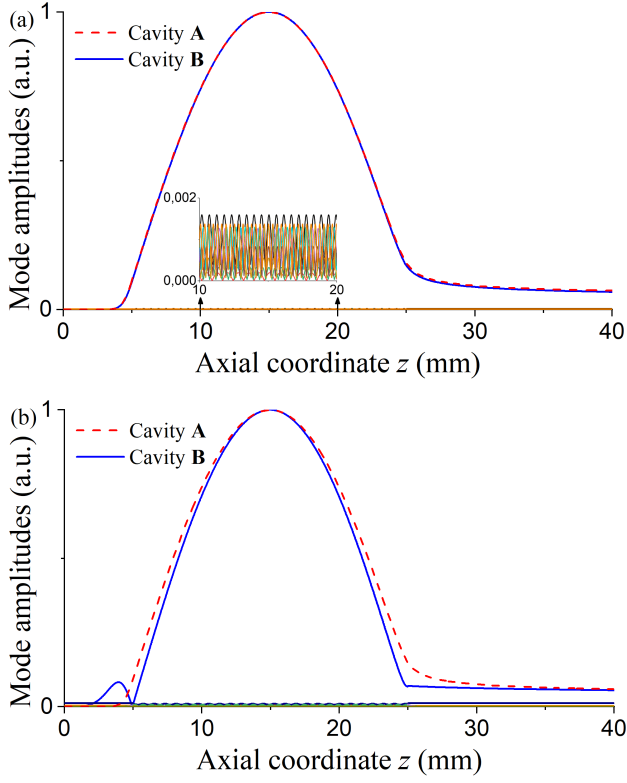 (a)
1
Cavity A
Cavity B
Mode amplitudes (a.u.)
0,002
0,000
10
20
0
0
10
20
30
40
Axial coordinate z (mm)
(b)
1
Cavity A
Cavity B
Mode amplitudes (a.u.)
0
0
10
20
30
40
Axial coordinate z (mm)